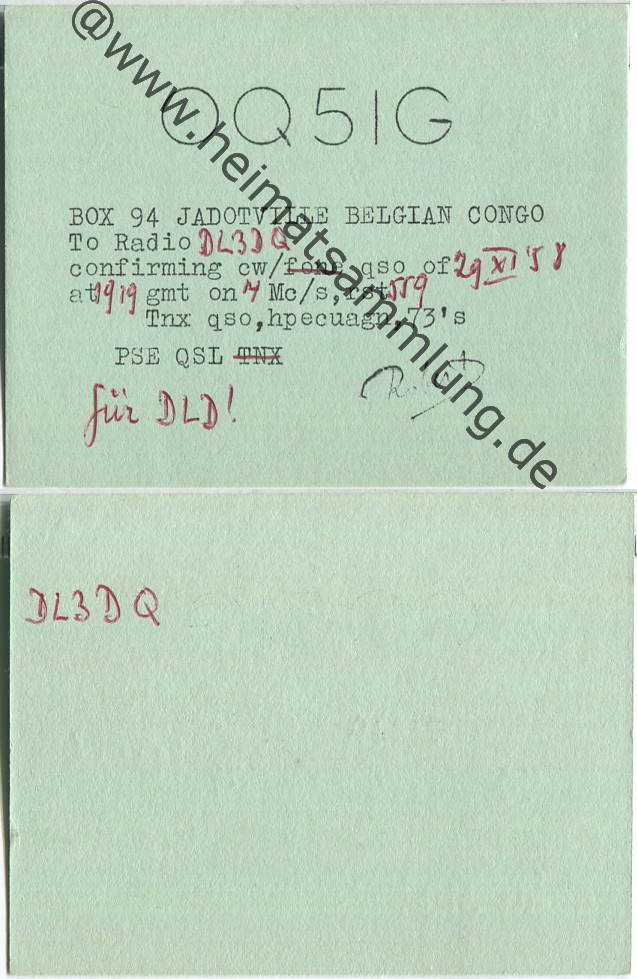 OQ5IG
BOX 94 JADOTVILLE BELGIAN CONGO
To Radio DL3DQ
confirming cw/fone qso of 29 XI '58
at 1919 gmt on 7 Mc/s,rst 559
Tnx qso,hpecuagn,73's
PSE QSL TNX
für DLD!
@www.heimatsammlung.de
DL3DQ